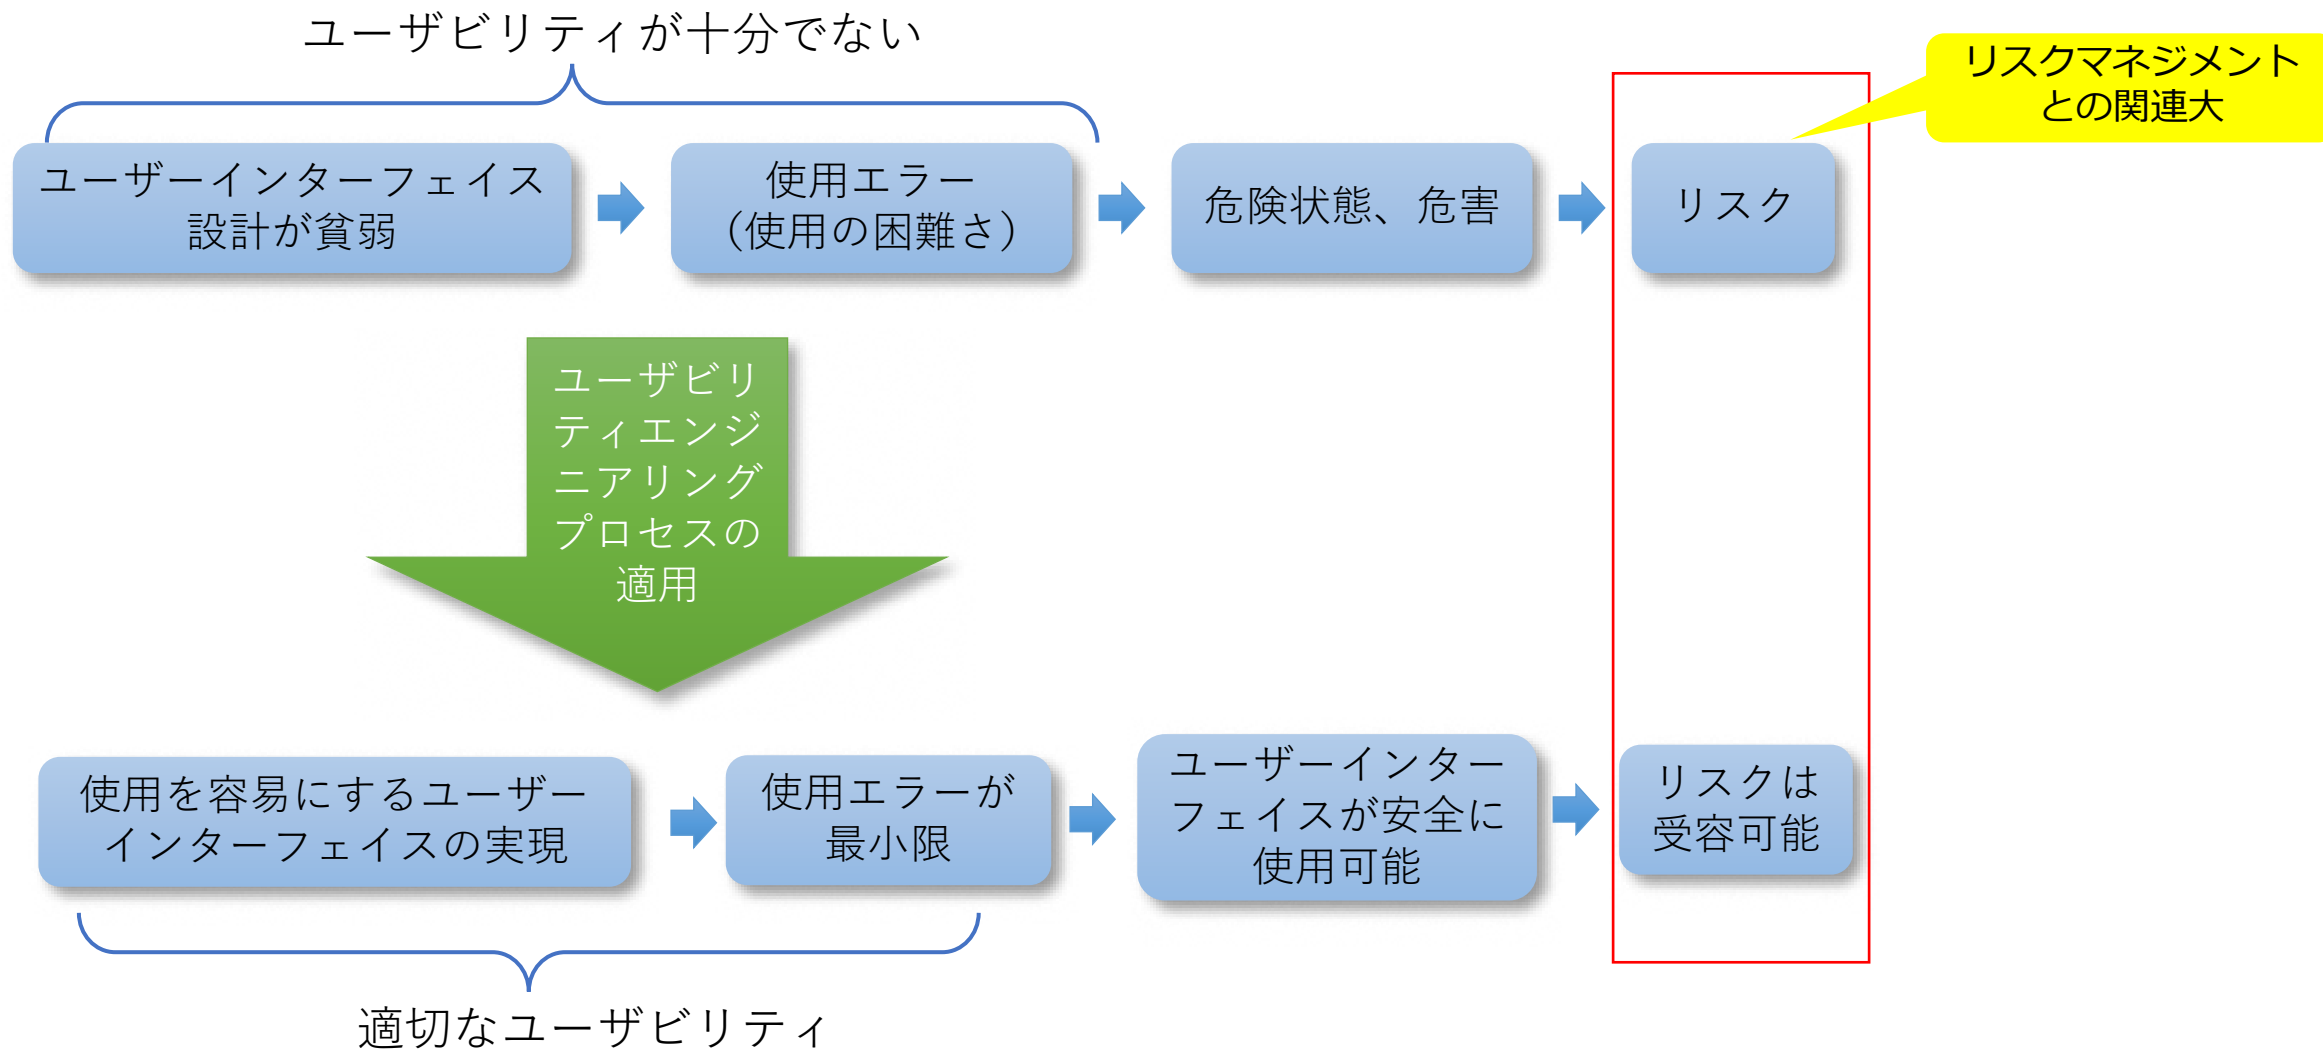 ユーザビリティが十分でない
リスクマネジメント
との関連大
ユーザーインターフェイス
設計が貧弱
使用エラー
（使用の困難さ）
危険状態、危害
リスク
ユーザビリ
ティエンジ
ニアリング
プロセスの
適用
使用を容易にするユーザー
インターフェイスの実現
使用エラーが
最小限
ユーザーインター
フェイスが安全に
使用可能
リスクは
受容可能
適切なユーザビリティ